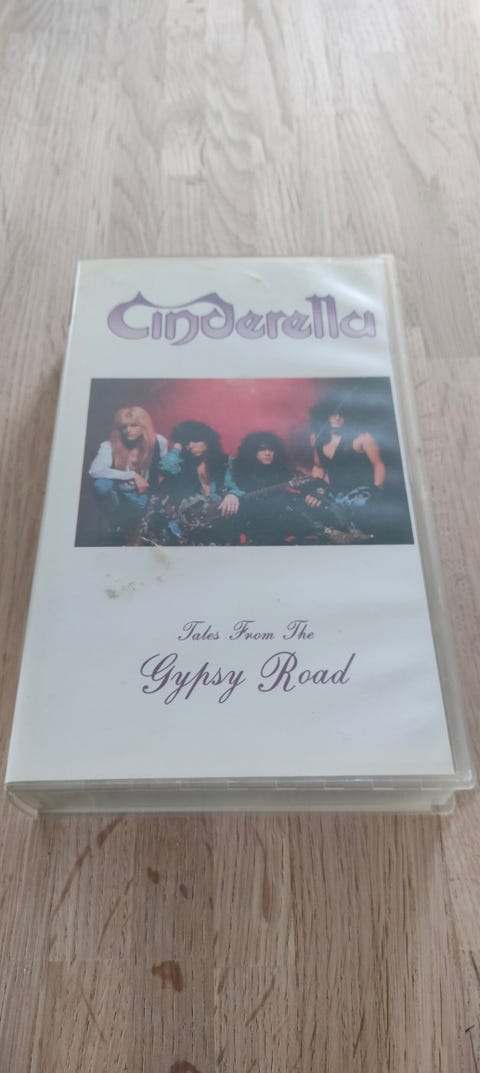 Cinderella
Tales From The
Gypsy Road